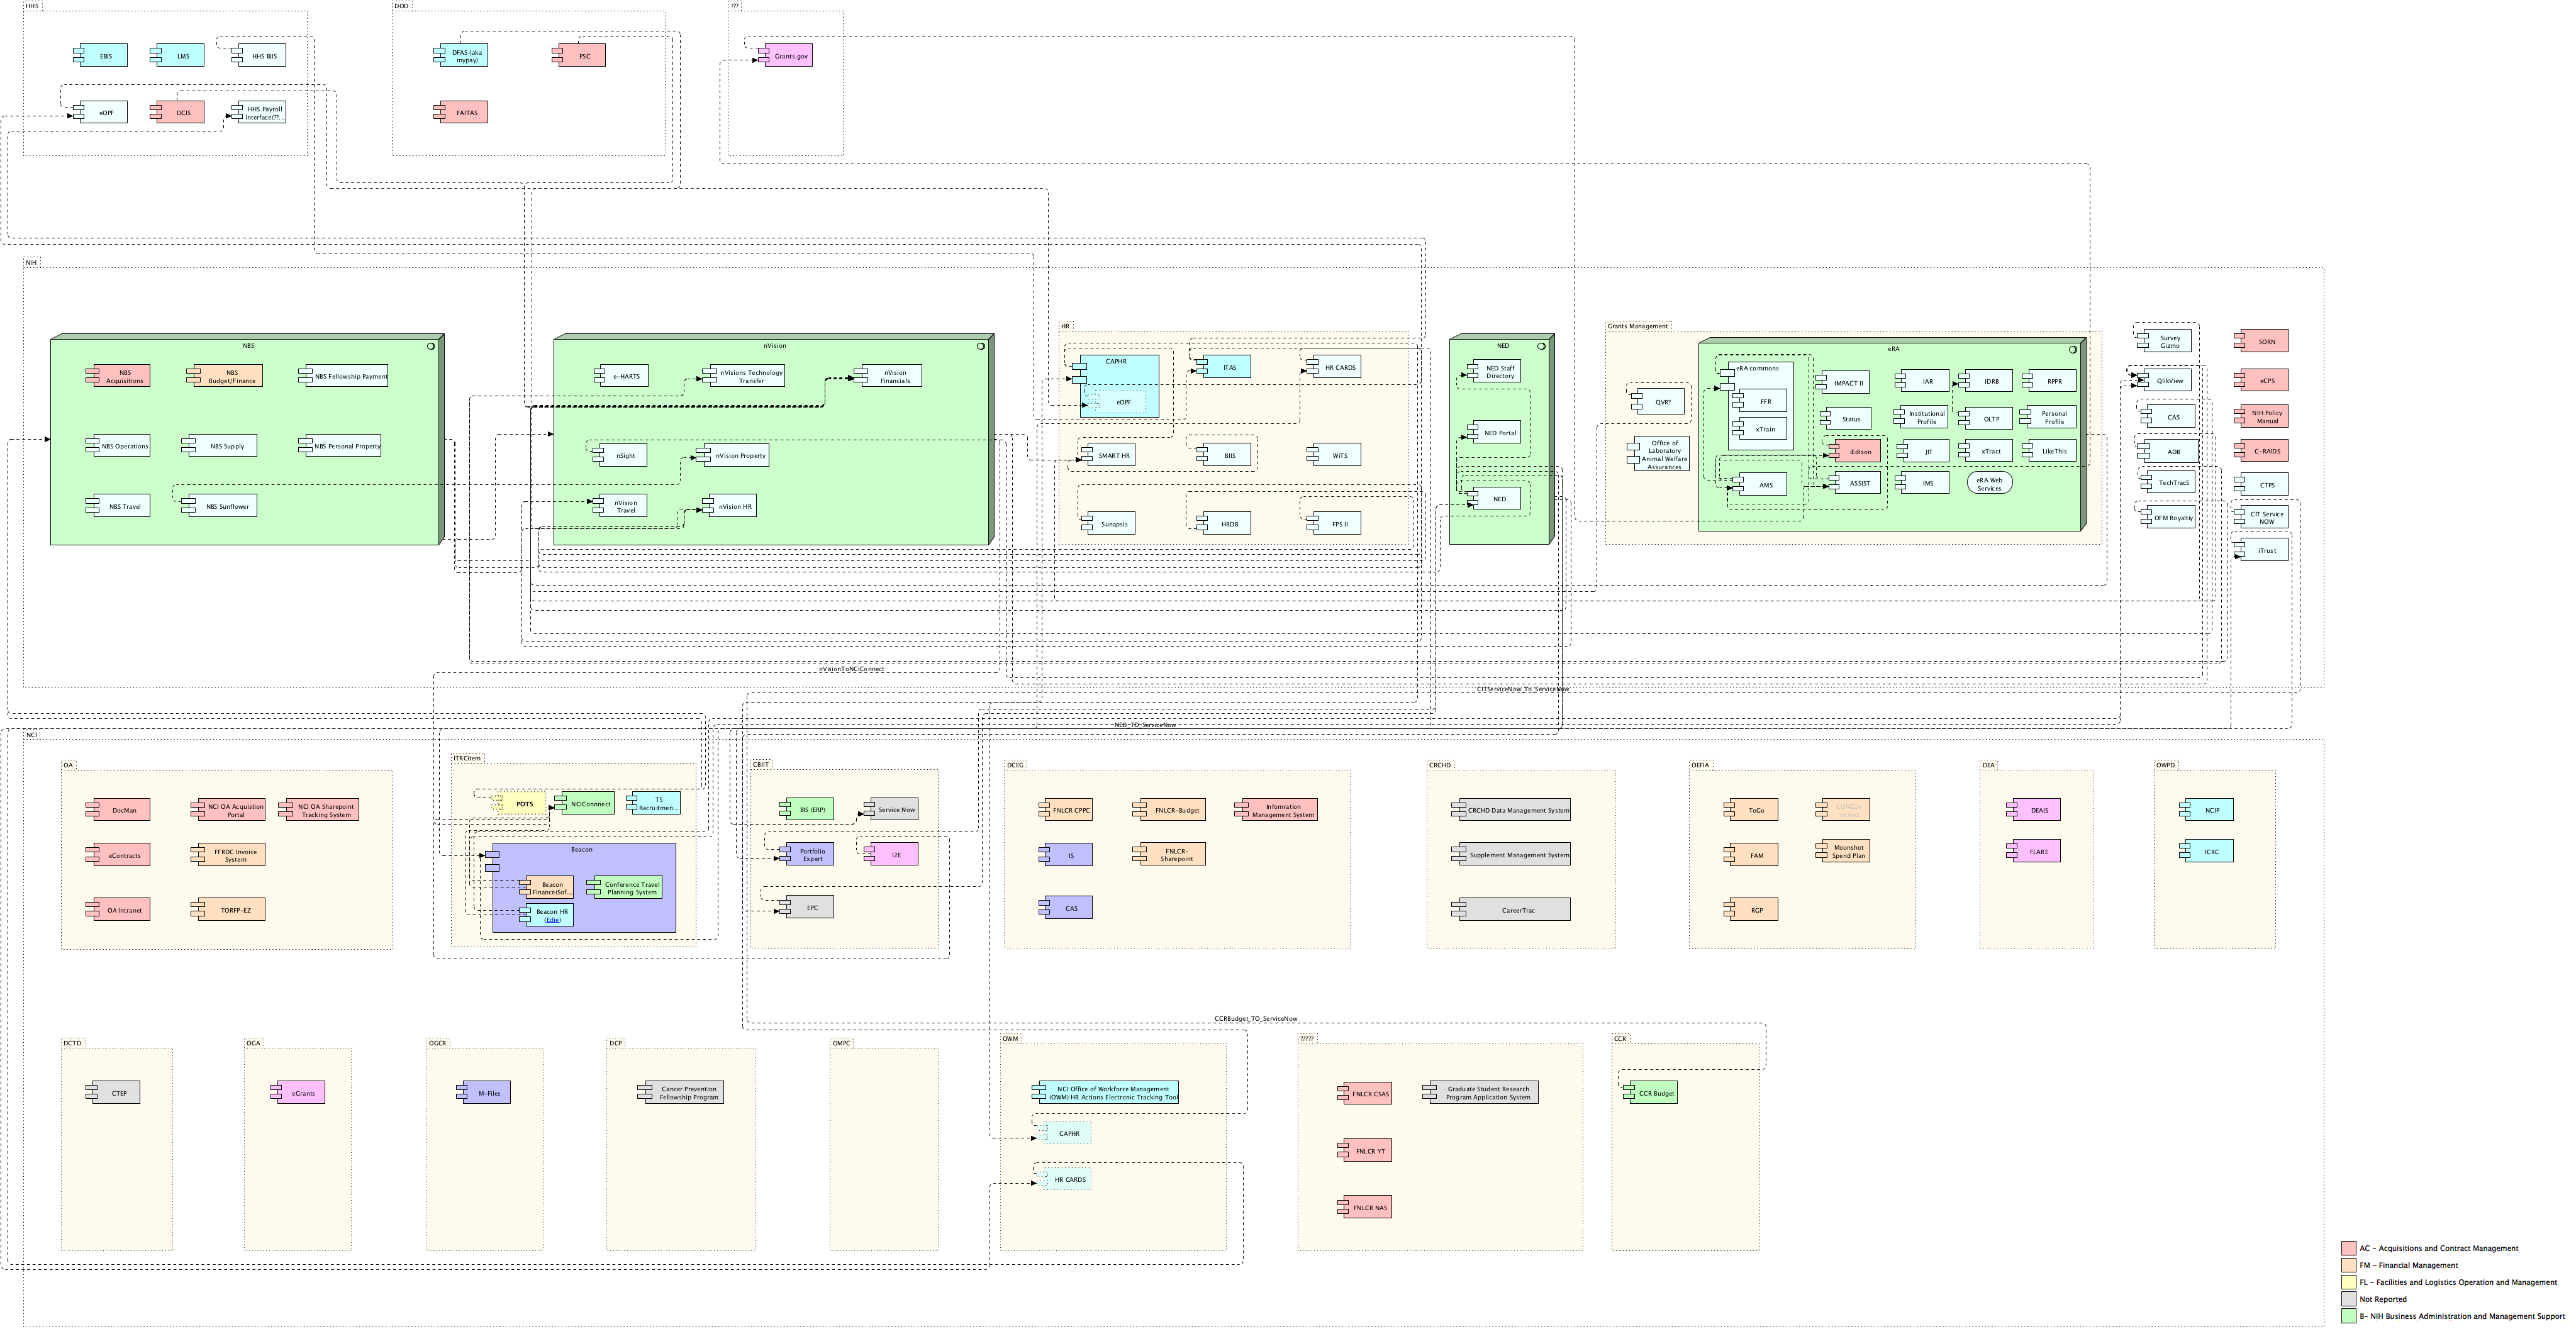 HHS
DOD
???
EBIS
LMS
HHS BIIS
DFAS (aka
mypay)
PSC
Grants.gov
eOPF
DCIS
HHS Payroll
interface(??...
FAITAS
NIH
NBS
NBS
Acquisitions
NBS
Budget/Finance
NBS Fellowship Payment
NBS Operations
NBS Supply
NBS Personal Property
NBS Travel
NBS Sunflower
nVision
e-HARTS
nVisions Technology
Transfer
nVision
Financials
nSight
nVision Property
nVision
Travel
nVision HR
HR
CAPHR
eOPF
ITAS
HR CARDS
SMART HR
BIIS
WiTS
Sunapsis
HRDB
FPS II
NED
NED Staff
Directory
NED Portal
NED
Grants Management
QVR?
Office of
Laboratory
Animal Welfare
Assurances
eRA
eRA commons
FFR
xTrain
AMS
IMPACT II
IAR
IDRB
RPPR
Status
Institutional
Profile
OLTP
Personal
Profile
iEdison
JIT
xTract
LikeThis
ASSIST
IMS
eRA Web
Services
Survey
Gizmo
SORN
QlikView
eCPS
CAS
NIH Policy
Manual
ADB
C-RAIDS
TechTracS
CTPS
OFM Royaltiy
CIT Service
NOW
iTrust
nVisionToNCIConnect
CITServiceNow_To_ServiceNow
NED_TO_ServiceNow
NCI
OA
DocMan
NCI OA Acquistion
Portal
NCI OA Sharepoint
Tracking System
eContracts
FFRDC Invoice
System
OA Intranet
TORFP-EZ
ITRCitem
POTS
NCIConnnect
TS
Recruitmen...
Beacon
Beacon
Finance(Sof...
Conference Travel
Planning System
Beacon HR
(Edie)
CBIIT
BIS (ERP)
Service Now
Portfolio
Expert
I2E
EPC
DCEG
FNLCR CPPC
FNLCR-Budget
Infomration
Management System
IS
FNLCR-
Sharepoint
CAS
CRCHD
CRCHD Data Management System
Supplement Management System
CareerTrac
OEFIA
ToGo
FAM
Moonshot
Spend Plan
RGP
DEA
DEAIS
FLARE
OWPD
NCIP
ICRC
CCRBudget_TO_ServiceNow
DCTD
CTEP
OGA
eGrants
OGCR
M-Files
DCP
Cancer Prevention
Fellowship Program
OMPC
OWM
NCI Office of Workforce Management
(OWM) HR Actions Electronic Tracking Tool
CAPHR
HR CARDS
?????
FNLCR CSAS
Graduate Student Research
Program Application System
FNLCR YT
FNLCR NAS
CCR
CCR Budget
AC - Acquisitions and Contract Management
FM - Financial Management
FL - Facilities and Logistics Operation and Management
Not Reported
B- NIH Business Administration and Management Support